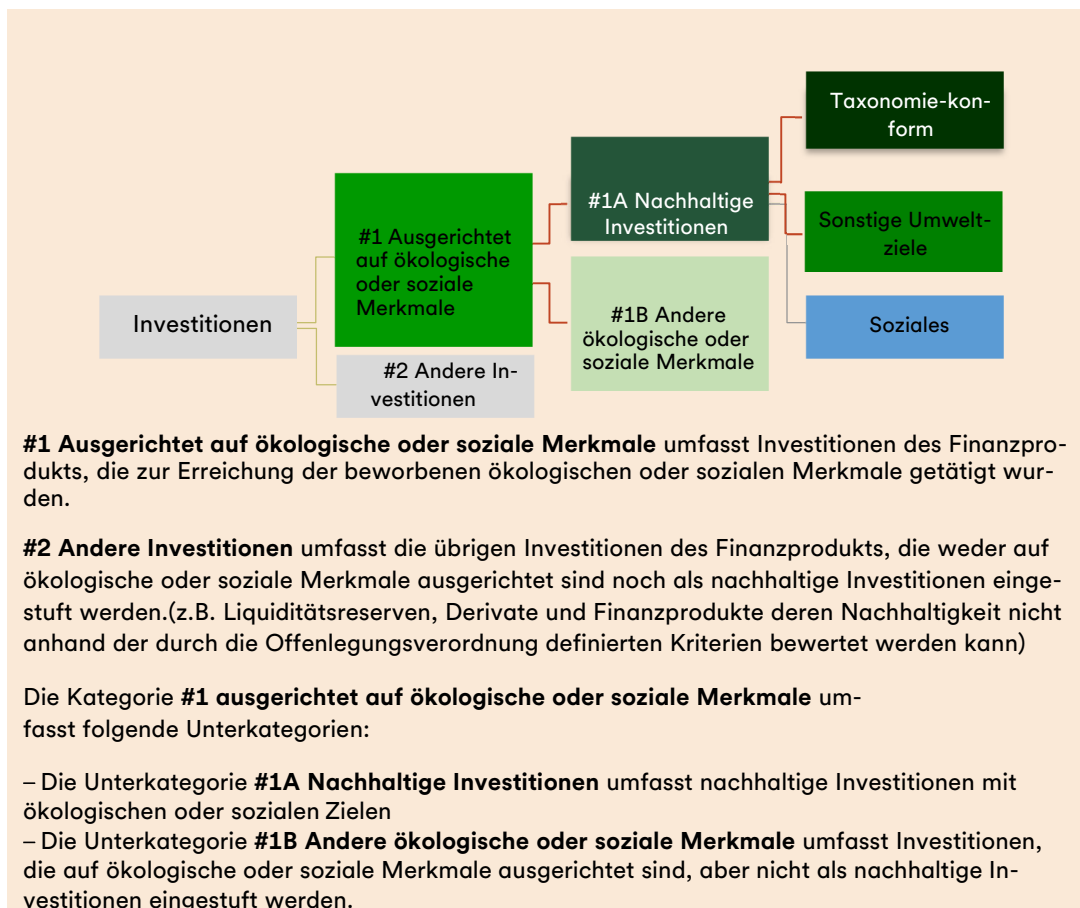 Taxonomie-kon-
form
#1A Nachhaltige
Investitionen
Sonstige Umwelt-
ziele
#1 Ausgerichtet
auf ökologische
oder soziale
Merkmale
Investitionen
#1B Andere
ökologische oder
soziale Merkmale
Soziales
#2 Andere In-
vestitionen
#1 Ausgerichtet auf ökologische oder soziale Merkmale umfasst Investitionen des Finanzpro-
dukts, die zur Erreichung der beworbenen ökologischen oder sozialen Merkmale getätigt wur-
den.
#2 Andere Investitionen umfasst die übrigen Investitionen des Finanzprodukts, die weder auf
ökologische oder soziale Merkmale ausgerichtet sind noch als nachhaltige Investitionen einge-
stuft werden.(z.B. Liquiditätsreserven, Derivate und Finanzprodukte deren Nachhaltigkeit nicht
anhand der durch die Offenlegungsverordnung definierten Kriterien bewertet werden kann)
Die Kategorie #1 ausgerichtet auf ökologische oder soziale Merkmale um-
fasst folgende Unterkategorien:
– Die Unterkategorie #1A Nachhaltige Investitionen umfasst nachhaltige Investitionen mit
ökologischen oder sozialen Zielen
– Die Unterkategorie #1B Andere ökologische oder soziale Merkmale umfasst Investitionen,
die auf ökologische oder soziale Merkmale ausgerichtet sind, aber nicht als nachhaltige In-
vestitionen eingestuft werden.